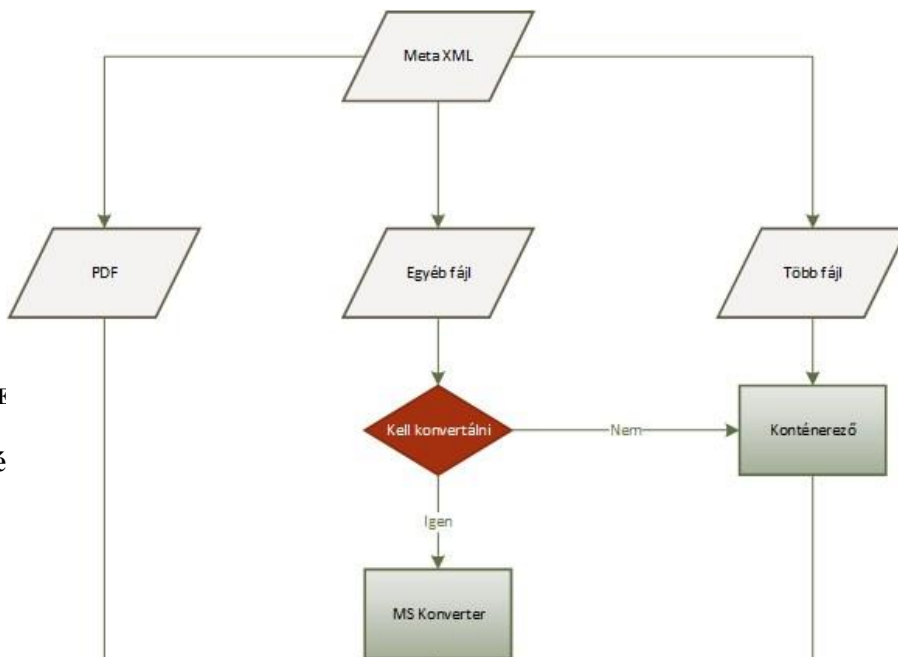 Meta XML
PDF
Egyéb fájl
Több fájl
Kell konvertálni
Nem
Konténerező
é
Igen
MS Konverter